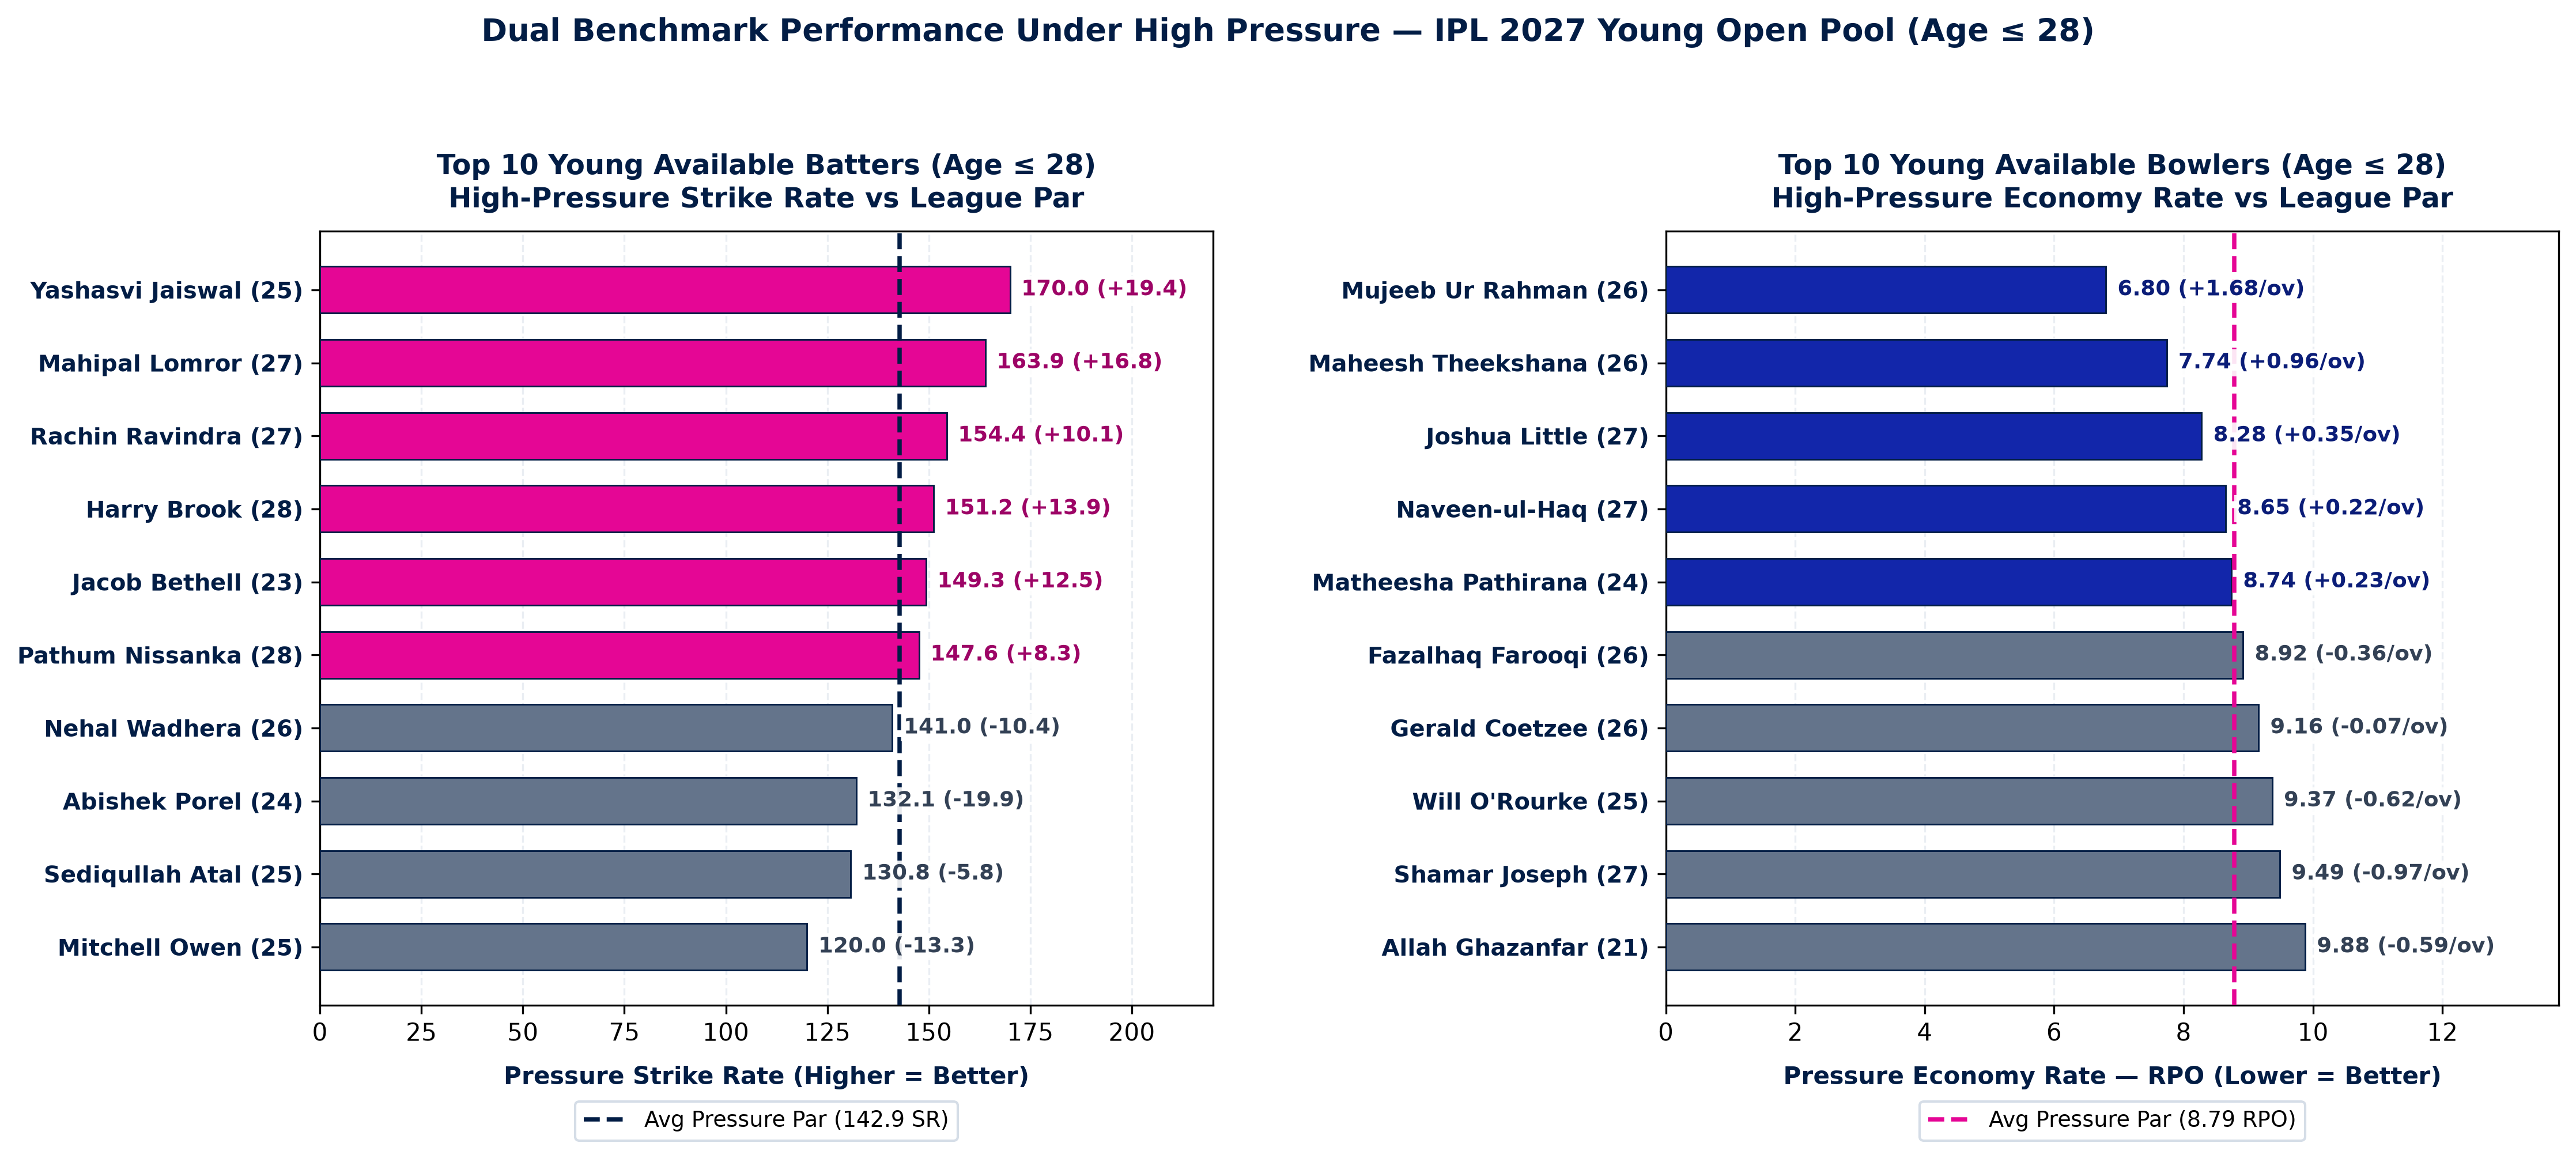 Dual Benchmark Performance Under High Pressure — IPL 2027 Young Open Pool (Age ≤ 28)
Top 10 Young Available Batters (Age ≤ 28)
High-Pressure Strike Rate vs League Par
Yashasvi Jaiswal (25) 170.0 (+19.4)
Mahipal Lomror (27) 163.9 (+16.8)
Rachin Ravindra (27) 154.4 (+10.1)
Harry Brook (28) 151.2 (+13.9)
Jacob Bethell (23) 149.3 (+12.5)
Pathum Nissanka (28) 147.6 (+8.3)
Nehal Wadhera (26) 141.0 (-10.4)
Abishek Porel (24) 132.1 (-19.9)
Sediqullah Atal (25) 130.8 (-5.8)
Mitchell Owen (25) 120.0 (-13.3)
0 25 50 75 100 125 150 175 200
Pressure Strike Rate (Higher = Better)
Avg Pressure Par (142.9 SR)
Top 10 Young Available Bowlers (Age ≤ 28)
High-Pressure Economy Rate vs League Par
Mujeeb Ur Rahman (26) 6.80 (+1.68/ov)
Maheesh Theekshana (26) 7.74 (+0.96/ov)
Joshua Little (27) 8.28 (+0.35/ov)
Naveen-ul-Haq (27) 8.65 (+0.22/ov)
Matheesha Pathirana (24) 8.74 (+0.23/ov)
Fazalhaq Farooqi (26) 8.92 (-0.36/ov)
Gerald Coetzee (26) 9.16 (-0.07/ov)
Will O'Rourke (25) 9.37 (-0.62/ov)
Shamar Joseph (27) 9.49 (-0.97/ov)
Allah Ghazanfar (21) 9.88 (-0.59/ov)
0 2 4 6 8 10 12
Pressure Economy Rate — RPO (Lower = Better)
Avg Pressure Par (8.79 RPO)